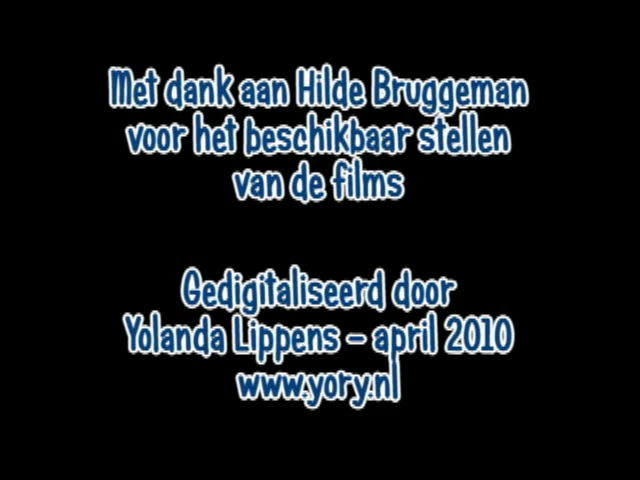 Met dank aan Hilde Bruggeman
voor het beschikbaar stellen
van de films
Gedigitaliseerd door
Yolanda Lippens - april 2010
www.yory.nl